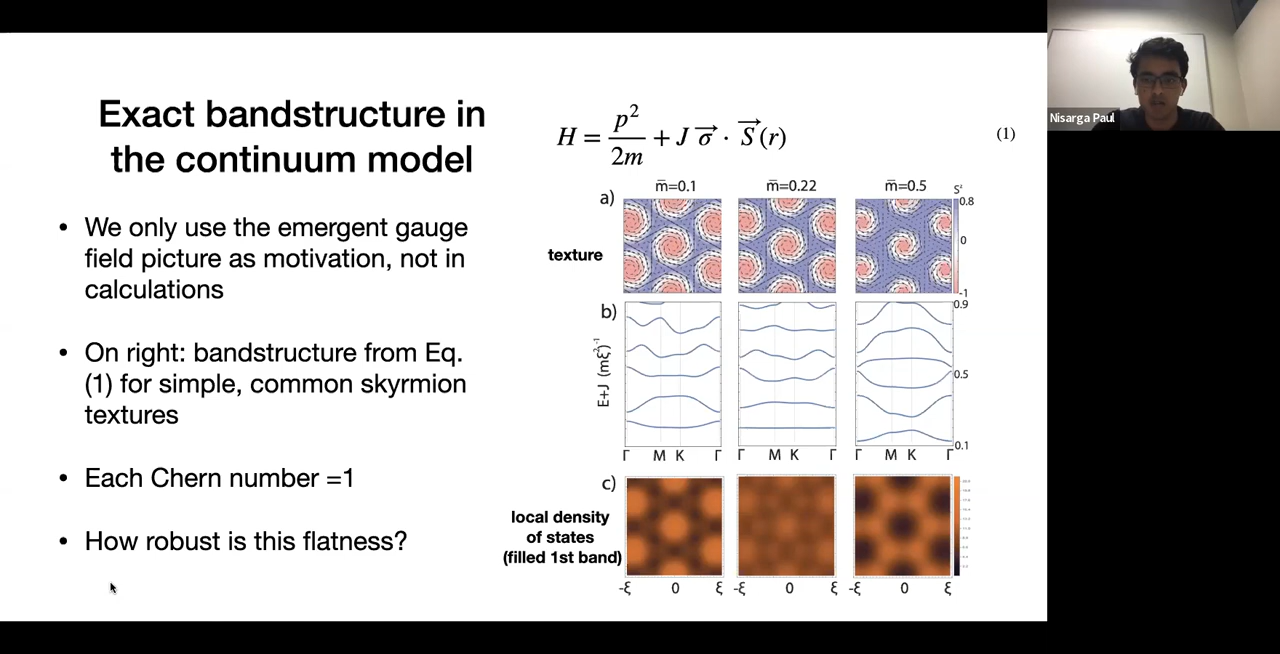 Exact bandstructure in
the continuum model
• We only use the emergent gauge
field picture as motivation, not in
calculations
• On right: bandstructure from Eq.
(1) for simple, common skyrmion
textures
• Each Chern number =1
• How robust is this flatness?
H = p²/2m + J σ⃗ · S⃗(r) (1)
m̅=0.1 m̅=0.22 m̅=0.5 Sᶻ
a)
texture
0.8
0
-1
b)
E+J (mξ²)⁻¹
0.9
0.5
0.1
Γ M K Γ Γ M K Γ Γ M K Γ
c)
local density
of states
(filled 1st band)
-ξ 0 ξ -ξ 0 ξ -ξ 0 ξ
Nisarga Paul